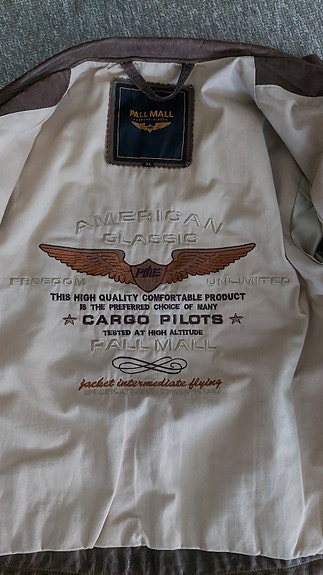 PALL MALL
XL
AMERICAN
CLASSIC
PME
FREEDOM UNLIMITED
THIS HIGH QUALITY COMFORTABLE PRODUCT
IS THE PREFERRED CHOICE OF MANY
CARGO PILOTS
TESTED AT HIGH ALTITUDE
PALL MALL
jacket intermediate flying